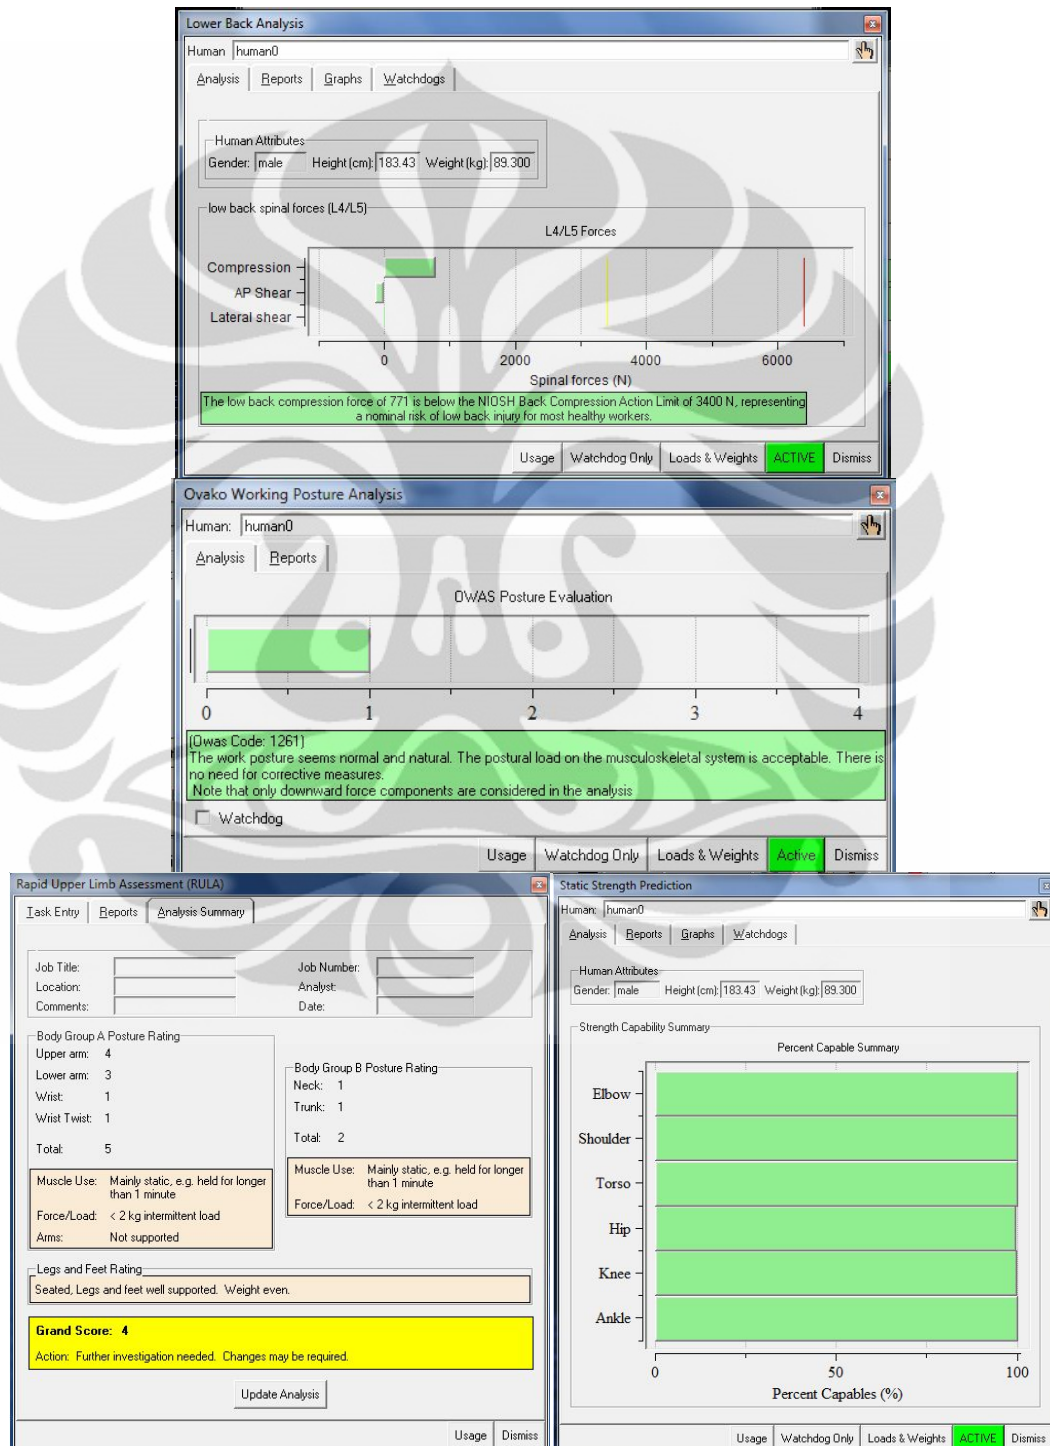 Lower Back Analysis
Human human0
Analysis Reports Graphs Watchdogs
Human Attributes
Gender: male Height (cm): 183.43 Weight (kg): 89.300
low back spinal forces (L4/L5)
L4/L5 Forces
Compression
AP Shear
Lateral shear
0 2000 4000 6000
Spinal forces (N)
The low back compression force of 771 is below the NIOSH Back Compression Action Limit of 3400 N, representing
a nominal risk of low back injury for most healthy workers.
Usage Watchdog Only Loads & Weights ACTIVE Dismiss
Ovako Working Posture Analysis
Human: human0
Analysis Reports
OWAS Posture Evaluation
0 1 2 3 4
(Owas Code: 1261)
The work posture seems normal and natural. The postural load on the musculoskeletal system is acceptable. There is
no need for corrective measures.
Note that only downward force components are considered in the analysis
Watchdog
Usage Watchdog Only Loads & Weights Active Dismiss
Rapid Upper Limb Assessment (RULA)
Task Entry Reports Analysis Summary
Job Title: Job Number:
Location: Analyst:
Comments: Date:
Body Group A Posture Rating
Upper arm: 4
Lower arm: 3
Wrist: 1
Wrist Twist: 1
Total: 5
Muscle Use: Mainly static, e.g. held for longer
than 1 minute
Force/Load: < 2 kg intermittent load
Arms: Not supported
Body Group B Posture Rating
Neck: 1
Trunk: 1
Total: 2
Muscle Use: Mainly static, e.g. held for longer
than 1 minute
Force/Load: < 2 kg intermittent load
Legs and Feet Rating
Seated, Legs and feet well supported. Weight even.
Grand Score: 4
Action: Further investigation needed. Changes may be required.
Update Analysis
Usage Dismiss
Static Strength Prediction
Human: human0
Analysis Reports Graphs Watchdogs
Human Attributes
Gender: male Height (cm): 183.43 Weight (kg): 89.300
Strength Capability Summary
Percent Capable Summary
Elbow
Shoulder
Torso
Hip
Knee
Ankle
0 50 100
Percent Capables (%)
Usage Watchdog Only Loads & Weights ACTIVE Dismiss